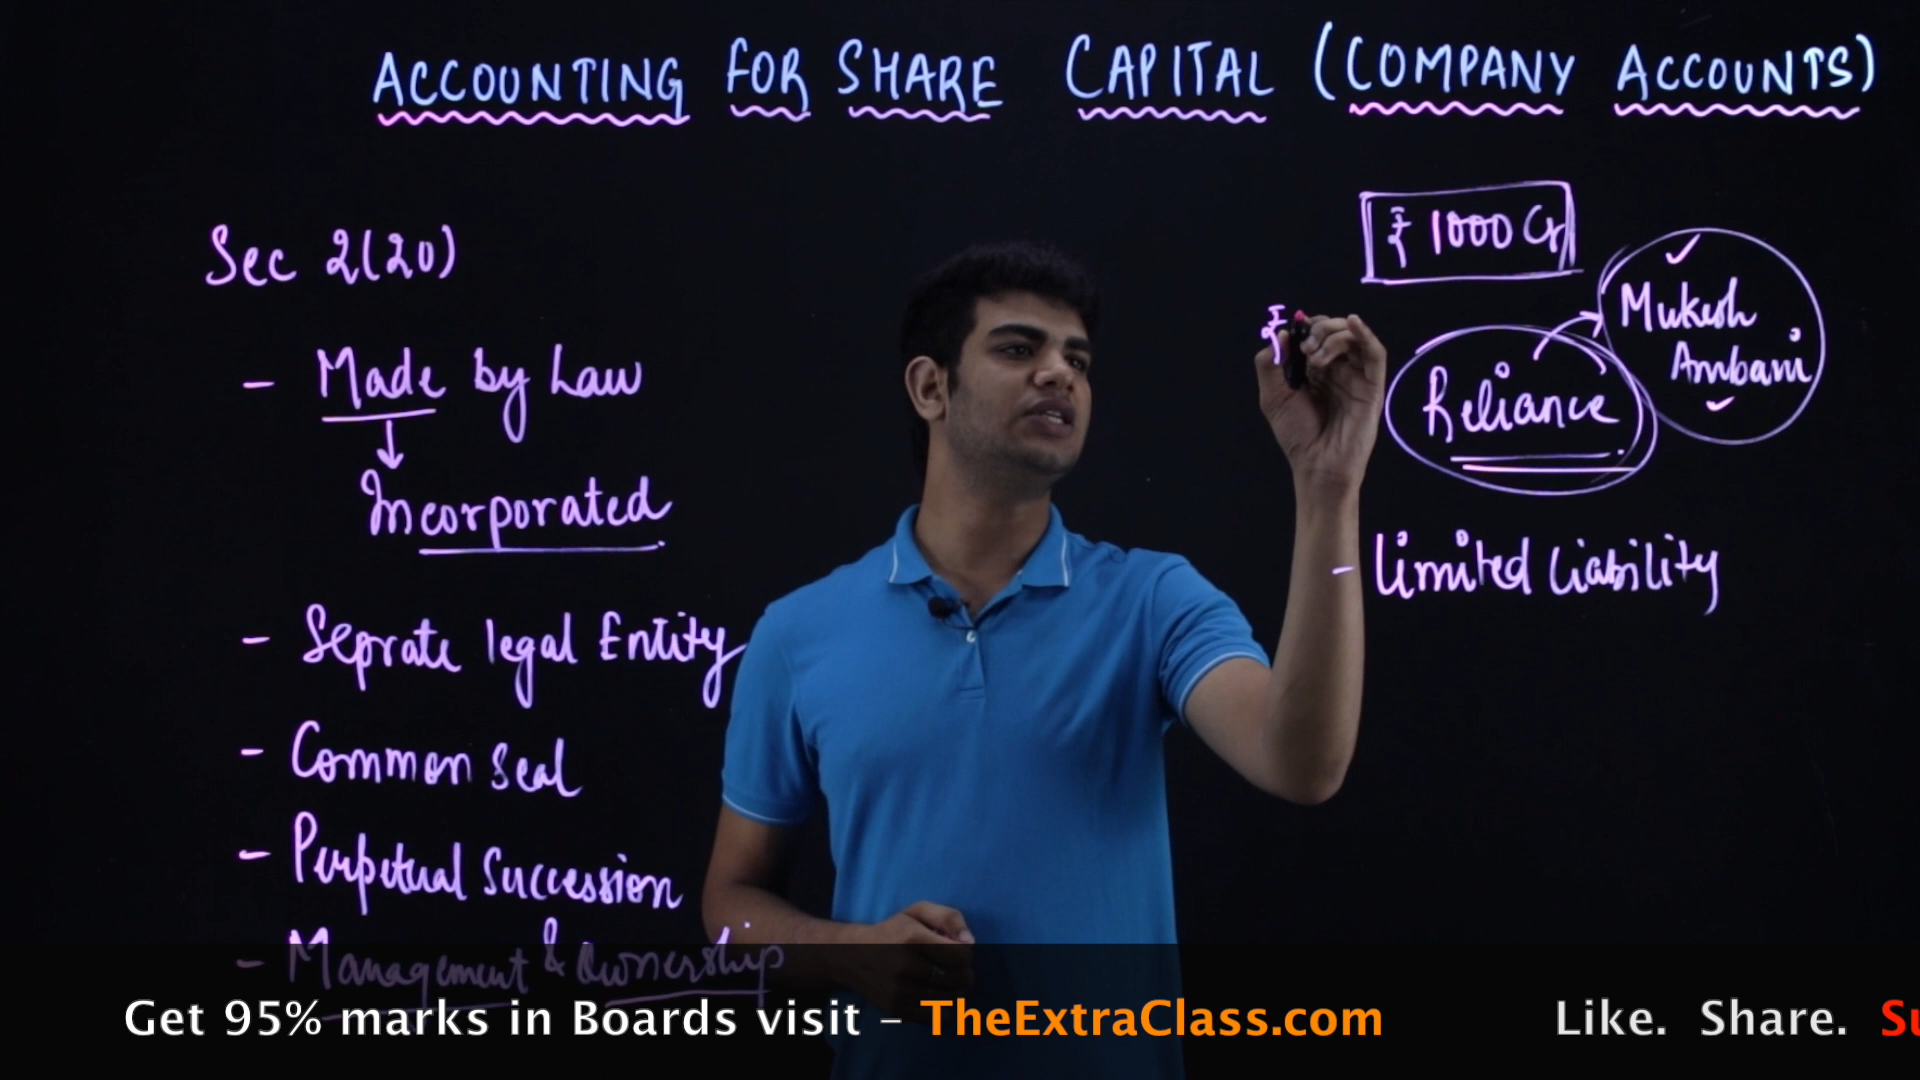 ACCOUNTING FOR SHARE CAPITAL (COMPANY ACCOUNTS)
Sec 2(20)
- Made by Law
Incorporated
- Seprate legal Entity
- Common Seal
- Perpetual Succession
- Management & Ownership
₹ 1000 Cr
₹
Mukesh
Ambani
Reliance
- Limited Liability
Get 95% marks in Boards visit – TheExtraClass.com Like. Share. Su